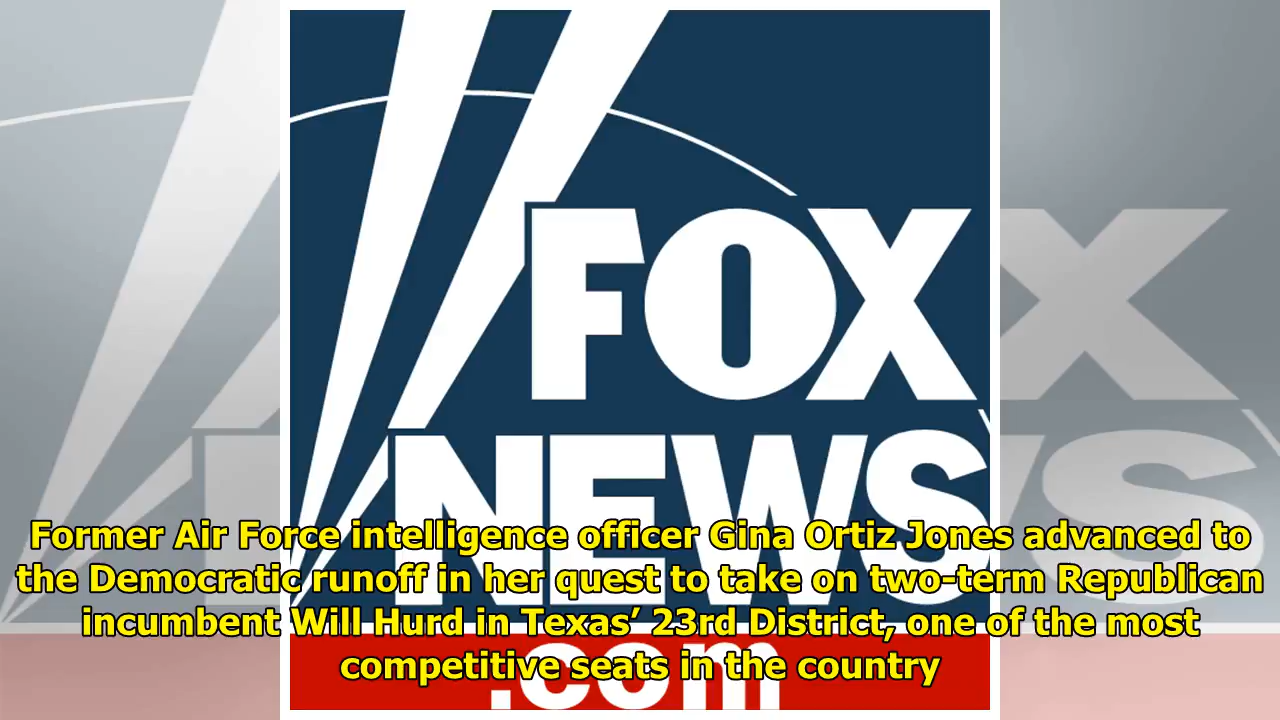 FOX
NEWS
.com
Former Air Force intelligence officer Gina Ortiz Jones advanced to
the Democratic runoff in her quest to take on two-term Republican
incumbent Will Hurd in Texas’ 23rd District, one of the most
competitive seats in the country